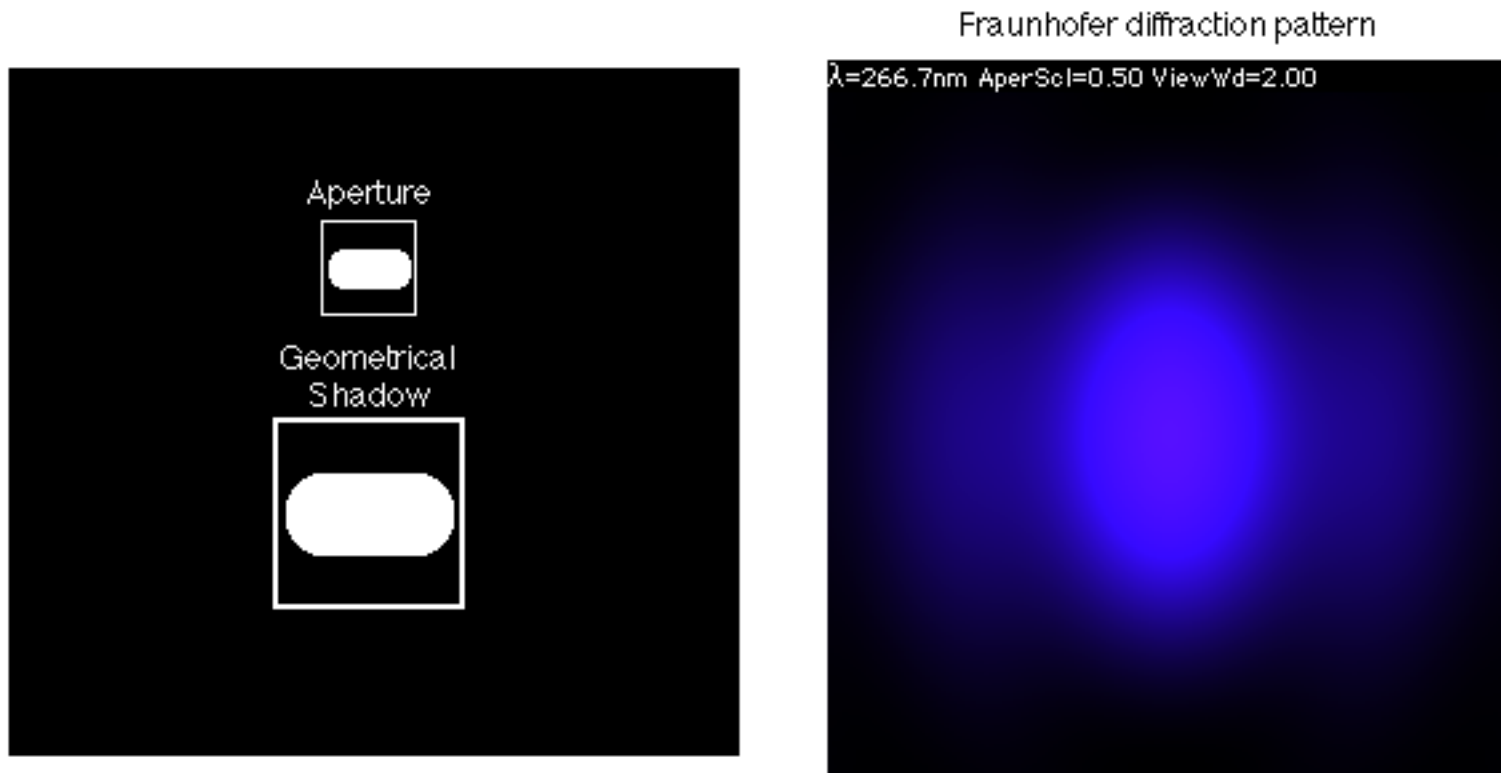 Fraunhofer diffraction pattern
λ=266.7nm AperScl=0.50 ViewWd=2.00
Aperture
Geometrical
Shadow